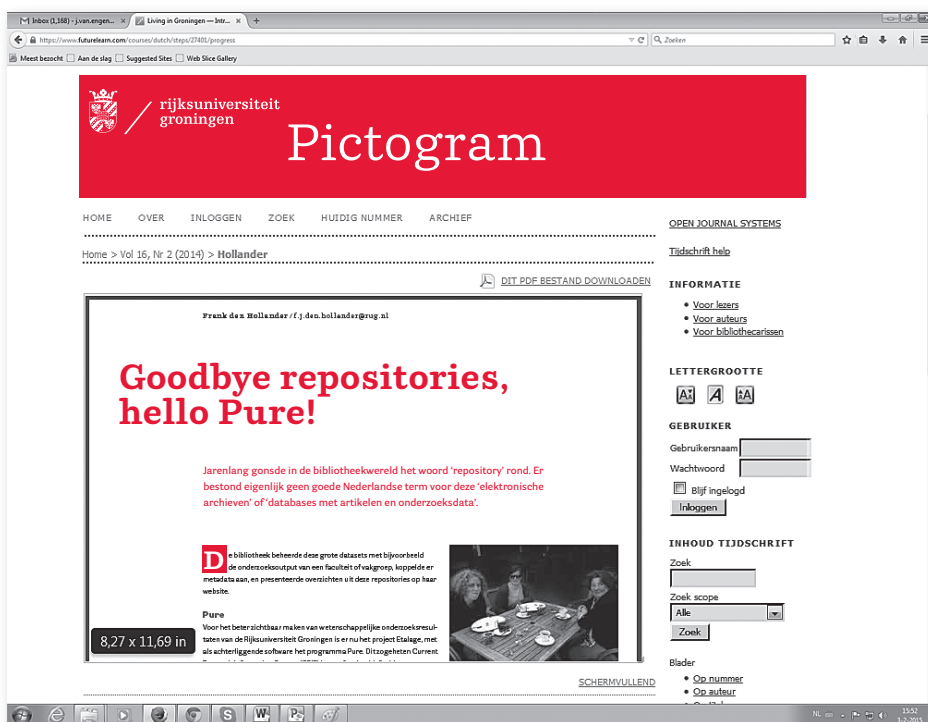 Inbox (1,168) - j.van.engen...
Living in Groningen — Intr...
https://www.futurelearn.com/courses/dutch/steps/27401/progress
Zoeken
Meest bezocht Aan de slag Suggested Sites Web Slice Gallery
rijksuniversiteit
groningen
Pictogram
HOME OVER INLOGGEN ZOEK HUIDIG NUMMER ARCHIEF
Home > Vol 16, Nr 2 (2014) > Hollander
DIT PDF BESTAND DOWNLOADEN
Frank den Hollander / f.j.den.hollander@rug.nl
Goodbye repositories,
hello Pure!
Jarenlang gonsde in de bibliotheekwereld het woord ‘repository’ rond. Er
bestond eigenlijk geen goede Nederlandse term voor deze ‘elektronische
archieven’ of ‘databases met artikelen en onderzoeksdata’.
De bibliotheek beheerde deze grote datasets met bijvoorbeeld
de onderzoeksoutput van een faculteit of vakgroep, koppelde er
metadata aan, en presenteerde overzichten uit deze repositories op haar
website.
Pure
Voor het beter zichtbaar maken van wetenschappelijke onderzoeksresul-
taten van de Rijksuniversiteit Groningen is er nu het project Etalage, met
als achterliggende software het programma Pure. Dit zogeheten Current
8,27 x 11,69 in
SCHERMVULLEND
OPEN JOURNAL SYSTEMS
Tijdschrift help
INFORMATIE
Voor lezers
Voor auteurs
Voor bibliothecarissen
LETTERGROOTTE
A A A
GEBRUIKER
Gebruikersnaam
Wachtwoord
Blijf ingelogd
Inloggen
INHOUD TIJDSCHRIFT
Zoek
Zoek scope
Alle
Zoek
Blader
Op nummer
Op auteur
NL
15:52
3-2-2015